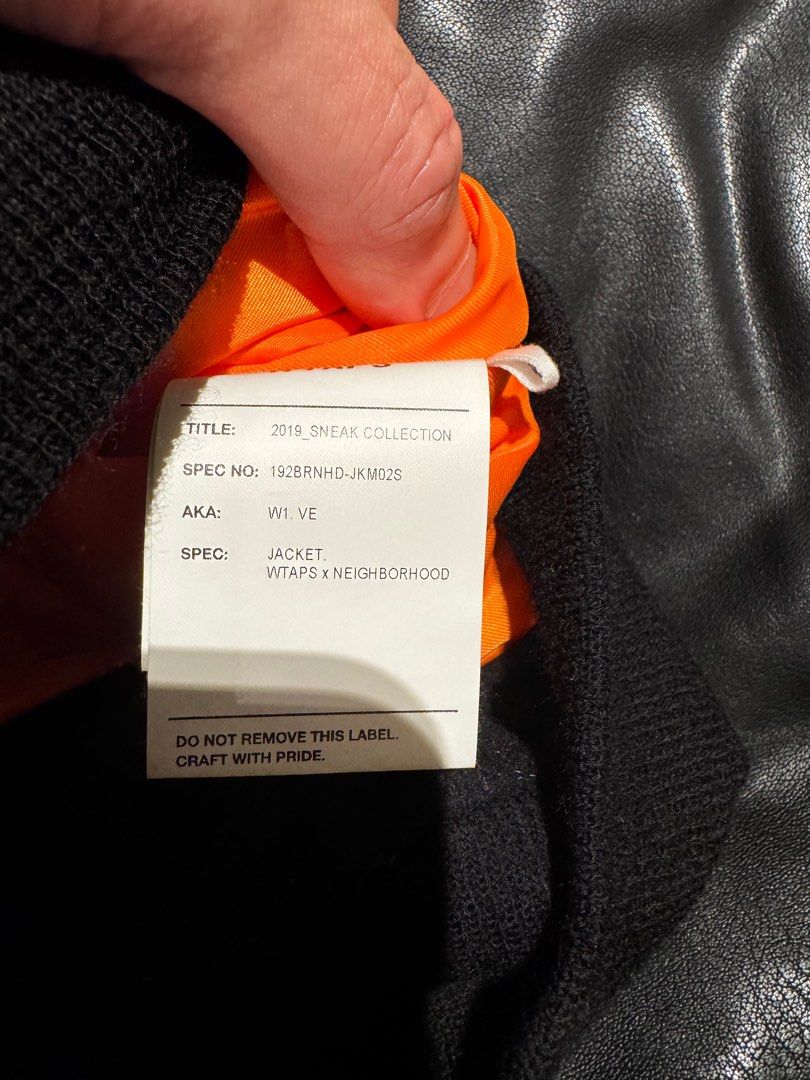 TITLE: 2019_SNEAK COLLECTION
SPEC NO: 192BRNHD-JKM02S
AKA: W1. VE
SPEC: JACKET.
WTAPS x NEIGHBORHOOD
DO NOT REMOVE THIS LABEL.
CRAFT WITH PRIDE.